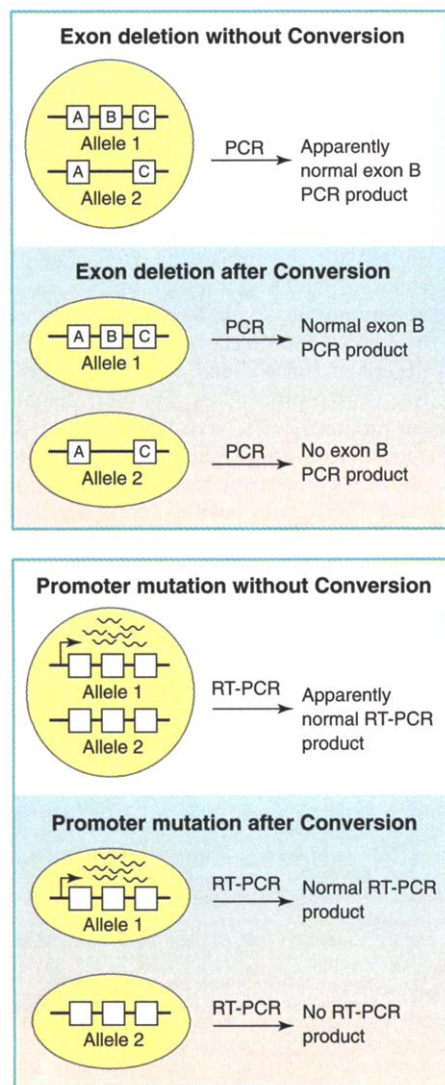 Exon deletion without Conversion
A B C
Allele 1
A C
Allele 2
PCR
Apparently
normal exon B
PCR product
Exon deletion after Conversion
A B C
Allele 1
PCR
Normal exon B
PCR product
A C
Allele 2
PCR
No exon B
PCR product
Promoter mutation without Conversion
Allele 1
Allele 2
RT-PCR
Apparently
normal RT-PCR
product
Promoter mutation after Conversion
Allele 1
RT-PCR
Normal RT-PCR
product
Allele 2
RT-PCR
No RT-PCR
product